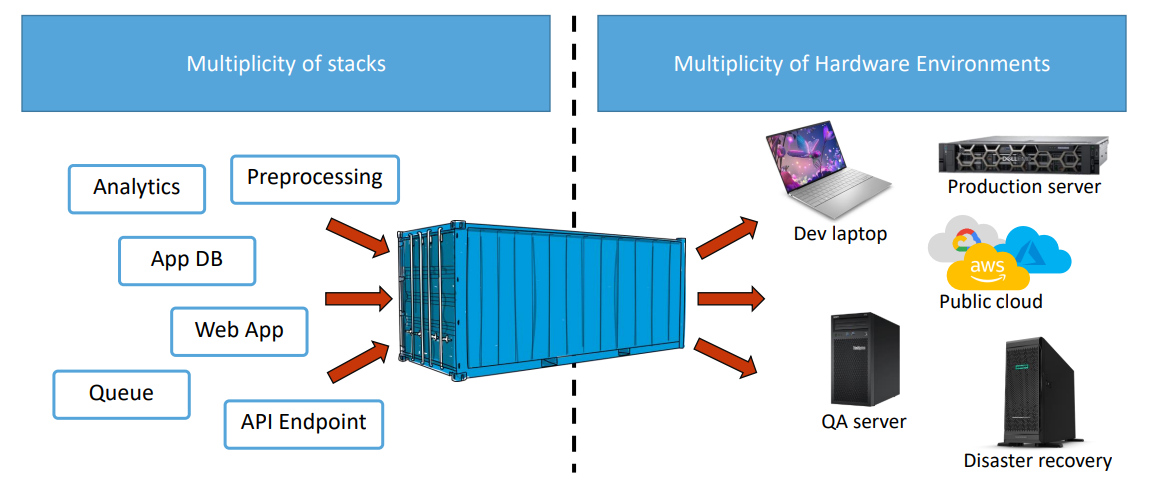 Multiplicity of stacks
Multiplicity of Hardware Environments
Analytics
Preprocessing
App DB
Web App
Queue
API Endpoint
DELL
Production server
Dev laptop
aws
Public cloud
QA server
Disaster recovery